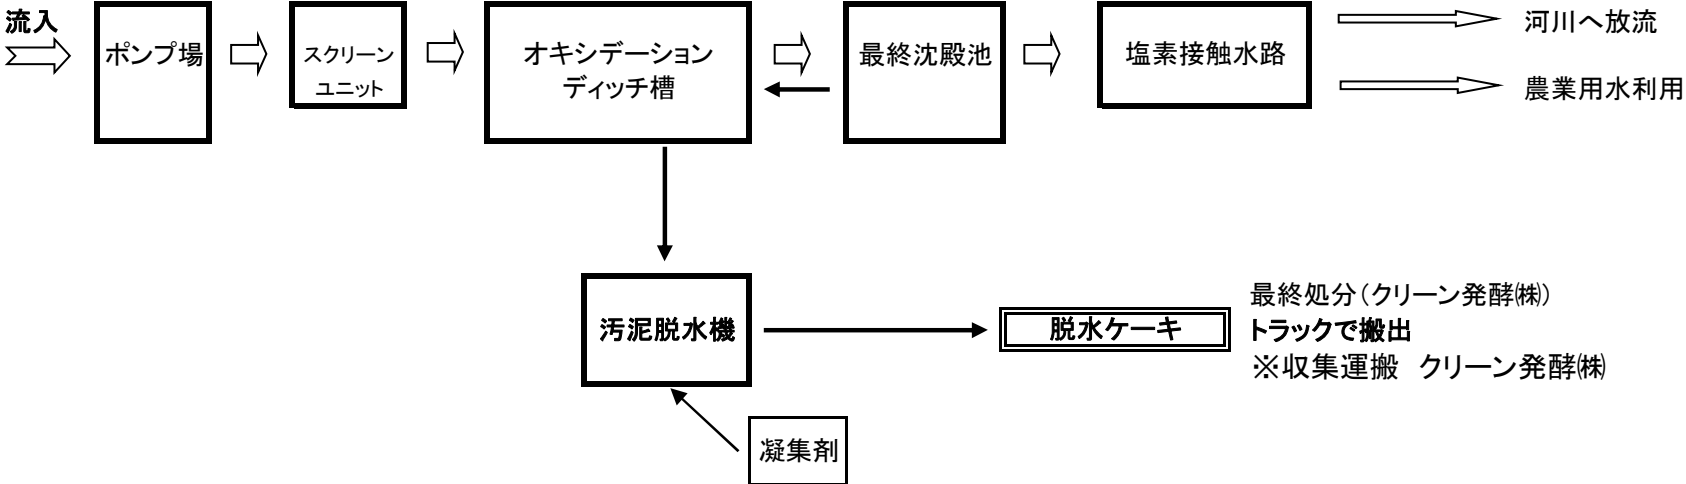 流入
ポンプ場
スクリーン
ユニット
オキシデーション
ディッチ槽
最終沈殿池
塩素接触水路
河川へ放流
農業用水利用
汚泥脱水機
脱水ケーキ
最終処分(クリーン発酵㈱)
トラックで搬出
※収集運搬　クリーン発酵㈱
凝集剤